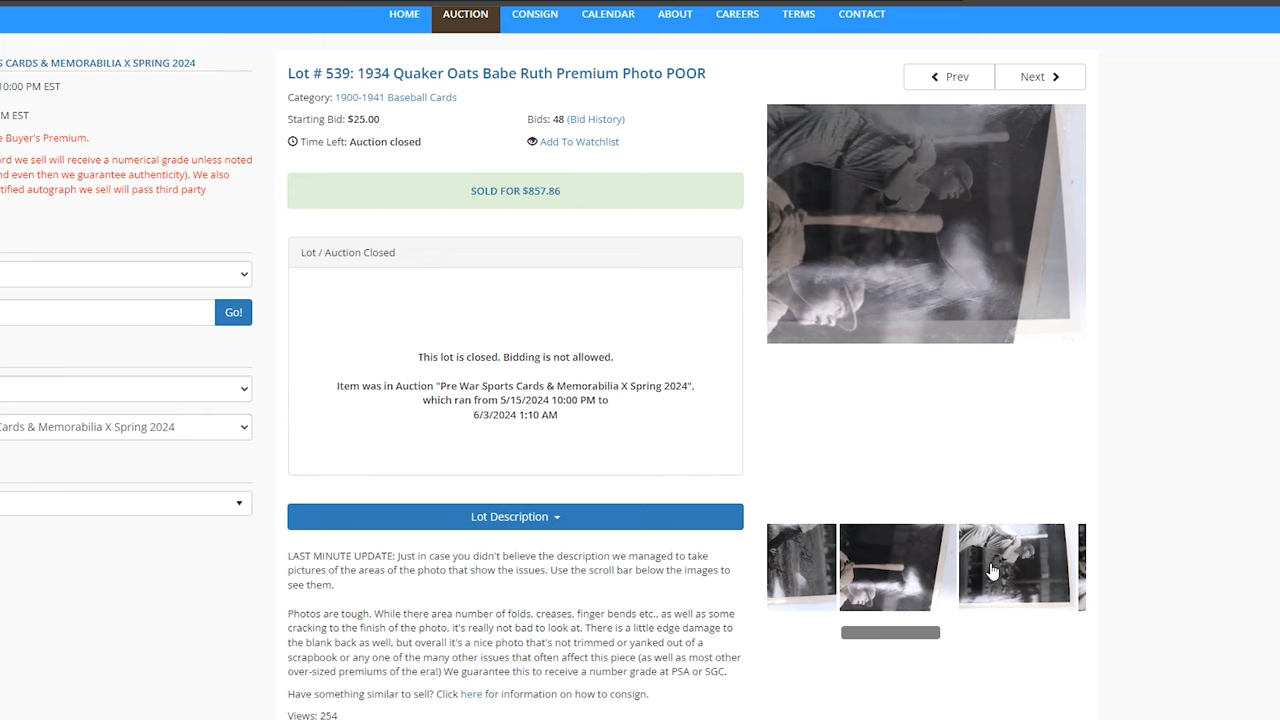 HOME AUCTION CONSIGN CALENDAR ABOUT CAREERS TERMS CONTACT
S CARDS & MEMORABILIA X SPRING 2024
10:00 PM EST
M EST
e Buyer's Premium.
ard we sell will receive a numerical grade unless noted
nd even then we guarantee authenticity). We also
rtified autograph we sell will pass third party
Go!
Cards & Memorabilia X Spring 2024
Lot # 539: 1934 Quaker Oats Babe Ruth Premium Photo POOR
Category: 1900-1941 Baseball Cards
Starting Bid: $25.00 Bids: 48 (Bid History)
Time Left: Auction closed Add To Watchlist
SOLD FOR $857.86
Lot / Auction Closed
This lot is closed. Bidding is not allowed.
Item was in Auction "Pre War Sports Cards & Memorabilia X Spring 2024",
which ran from 5/15/2024 10:00 PM to
6/3/2024 1:10 AM
Lot Description
LAST MINUTE UPDATE: Just in case you didn't believe the description we managed to take
pictures of the areas of the photo that show the issues. Use the scroll bar below the images to
see them.
Photos are tough. While there area number of folds, creases, finger bends etc., as well as some
cracking to the finish of the photo, it's really not bad to look at. There is a little edge damage to
the blank back as well, but overall it's a nice photo that's not trimmed or yanked out of a
scrapbook or any one of the many other issues that often affect this piece (as well as most other
over-sized premiums of the era!) We guarantee this to receive a number grade at PSA or SGC.
Have something similar to sell? Click here for information on how to consign.
Views: 254
Prev Next